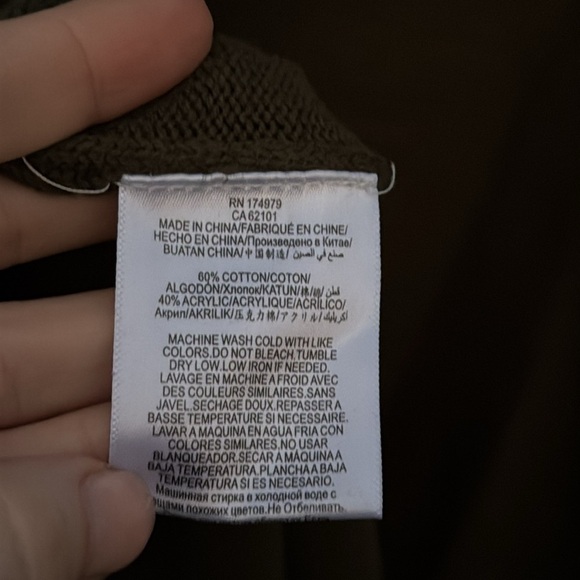 RN 174979
CA 62101
MADE IN CHINA/FABRIQUÉ EN CHINE/
HECHO EN CHINA/Произведено в Китае/
BUATAN CHINA/中国制造/ صنع في الصين
60% COTTON/COTON/
ALGODÓN/Хлопок/KATUN/棉/綿/قطن
40% ACRYLIC/ACRYLIQUE/ACRÍLICO/
Акрил/AKRILIK/压克力棉/アクリル/أكريليك
MACHINE WASH COLD WITH LIKE
COLORS.DO NOT BLEACH.TUMBLE
DRY LOW.LOW IRON IF NEEDED.
LAVAGE EN MACHINE A FROID AVEC
DES COULEURS SIMILAIRES.SANS
JAVEL.SECHAGE DOUX.REPASSER A
BASSE TEMPERATURE SI NECESSAIRE.
LAVAR A MAQUINA EN AGUA FRIA CON
COLORES SIMILARES.NO USAR
BLANQUEADOR.SECAR A MAQUINA A
BAJA TEMPERATURA.PLANCHA A BAJA
TEMPERATURA SI ES NECESARIO.
Машинная стирка в холодной воде с
похожих цветов.Не Отбеливать.